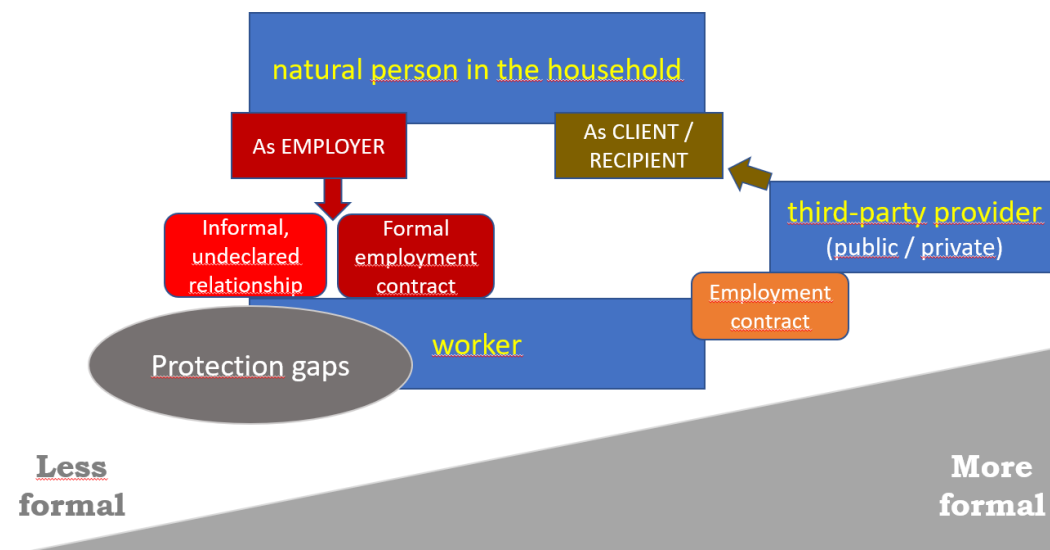 natural person in the household
As EMPLOYER
As CLIENT /
RECIPIENT
third-party provider
(public / private)
Informal,
undeclared
relationship
Formal
employment
contract
Employment
contract
worker
Protection gaps
Less
formal
More
formal